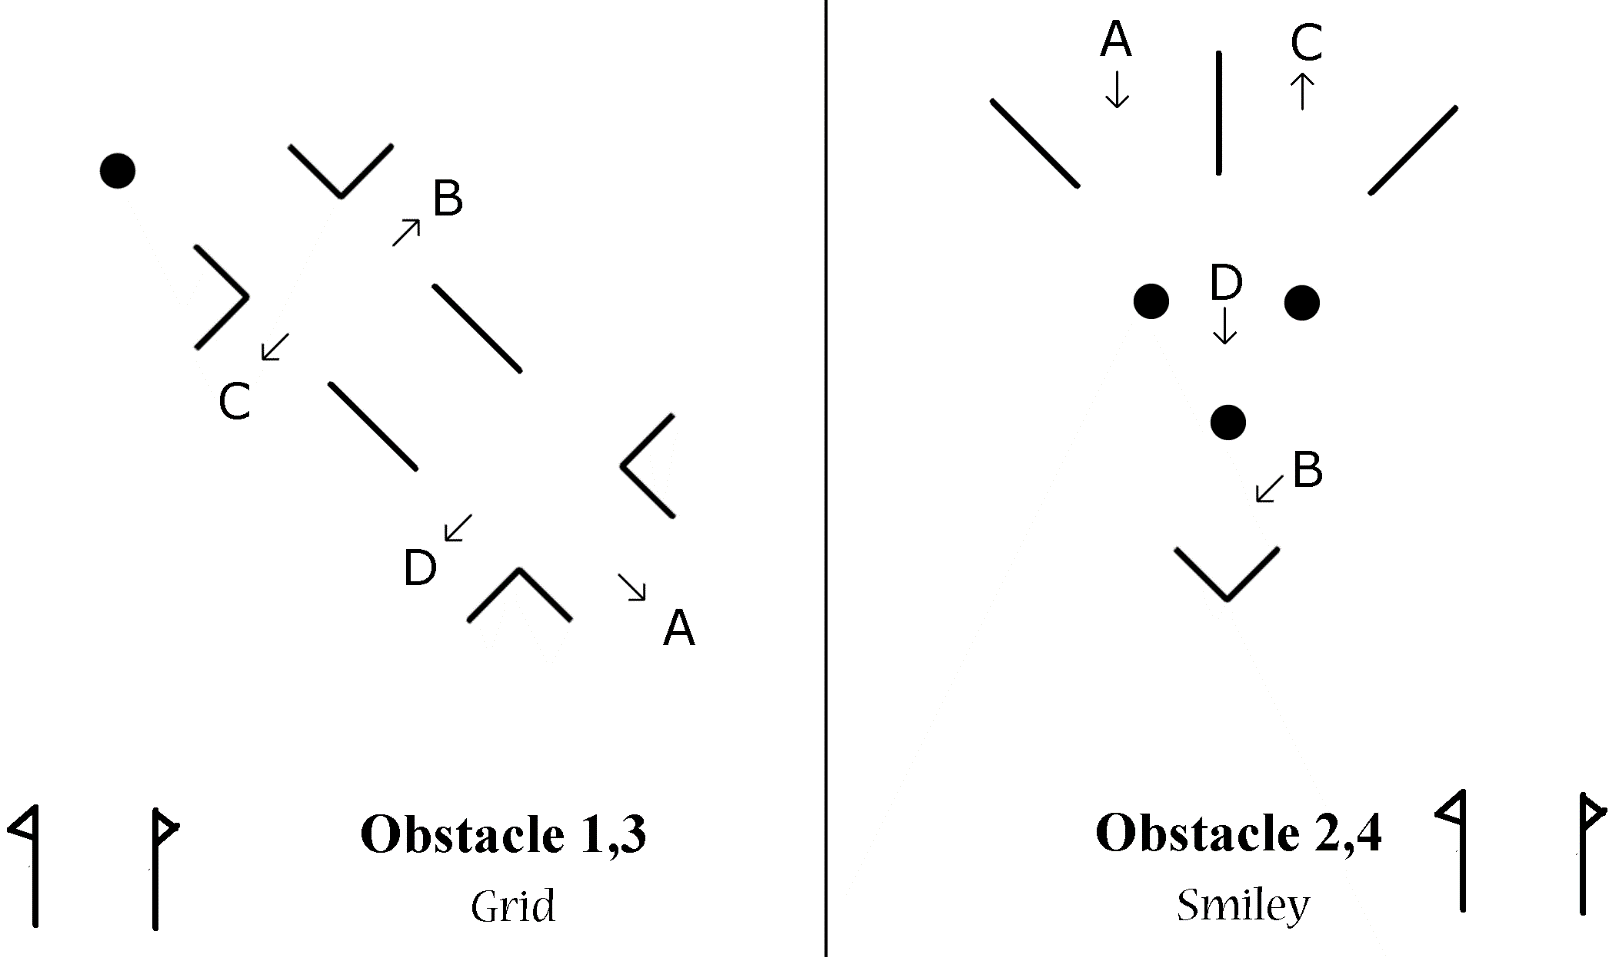 B
C
D
A
Obstacle 1,3
Grid
A
C
D
B
Obstacle 2,4
Smiley